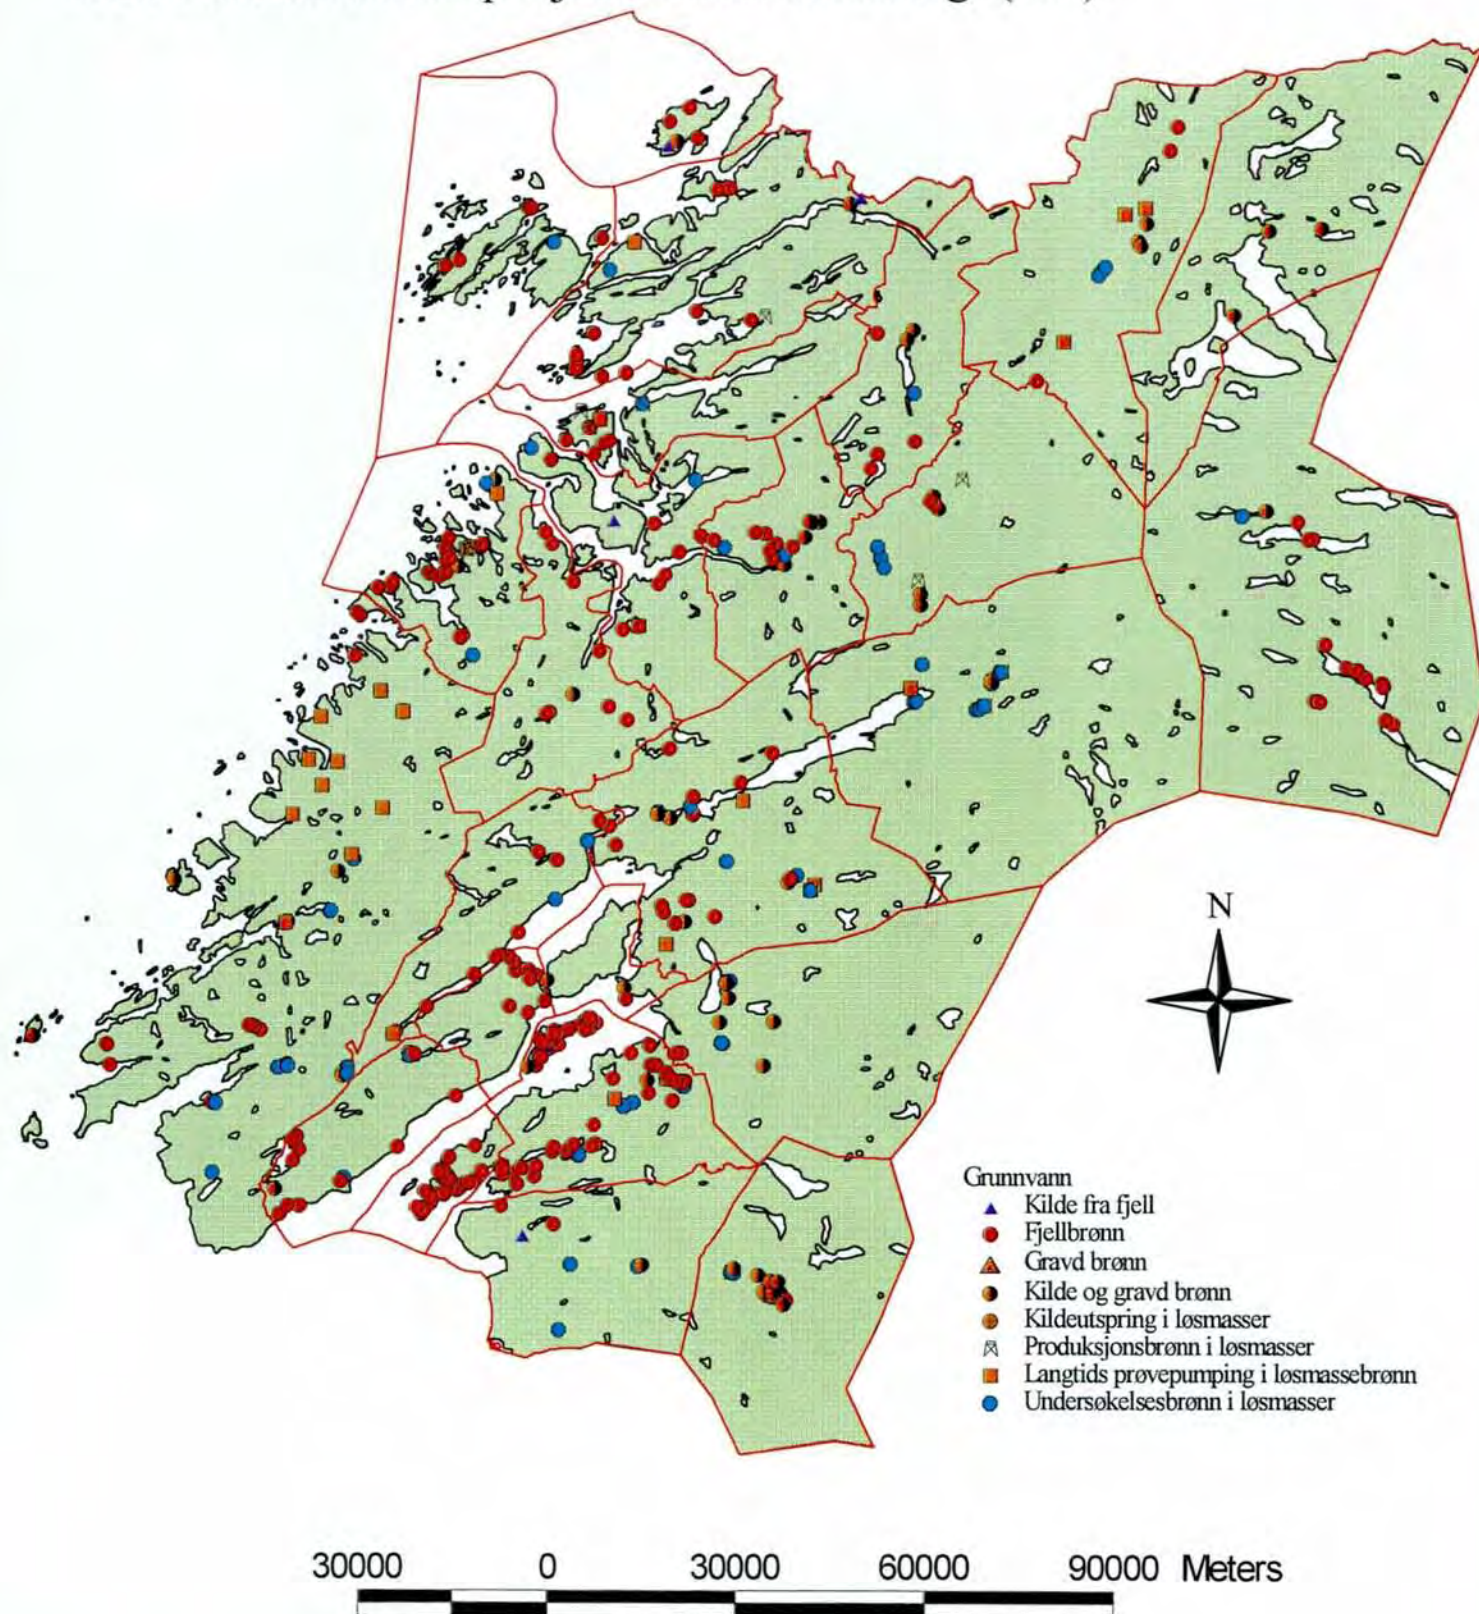 N
Grunnvann
Kilde fra fjell
Fjellbrønn
Gravd brønn
Kilde og gravd brønn
Kildeutspring i løsmasser
Produksjonsbrønn i løsmasser
Langtids prøvepumping i løsmassebrønn
Undersøkelsesbrønn i løsmasser
30000 0 30000 60000 90000 Meters